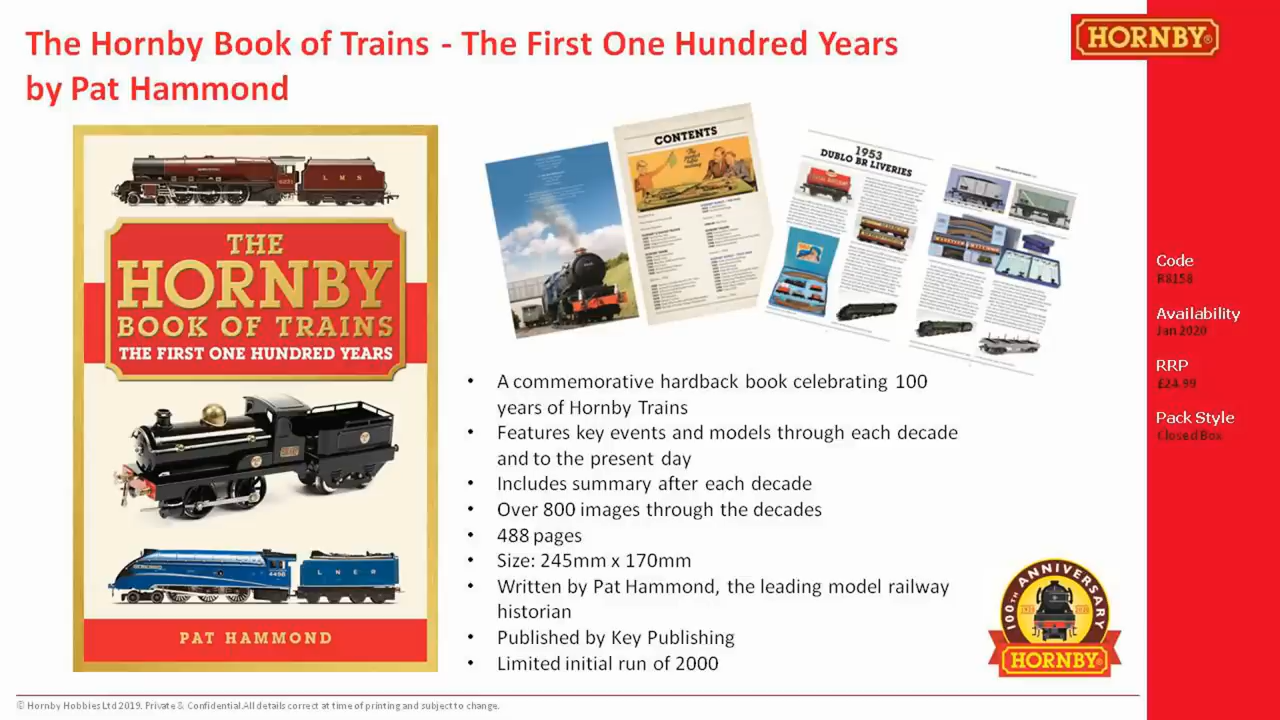 The Hornby Book of Trains - The First One Hundred Years
by Pat Hammond
HORNBY®
6231
L M S
THE
HORNBY
BOOK OF TRAINS
THE FIRST ONE HUNDRED YEARS
4498
L N E R
PAT HAMMOND
CONTENTS
1953
DUBLO BR LIVERIES
• A commemorative hardback book celebrating 100
years of Hornby Trains
• Features key events and models through each decade
and to the present day
• Includes summary after each decade
• Over 800 images through the decades
• 488 pages
• Size: 245mm x 170mm
• Written by Pat Hammond, the leading model railway
historian
• Published by Key Publishing
• Limited initial run of 2000
Code
R8158
Availability
Jan 2020
RRP
£24.99
Pack Style
Closed Box
100TH ANNIVERSARY
1920
2020
HORNBY®
© Hornby Hobbies Ltd 2019. Private & Confidential.All details correct at time of printing and subject to change.